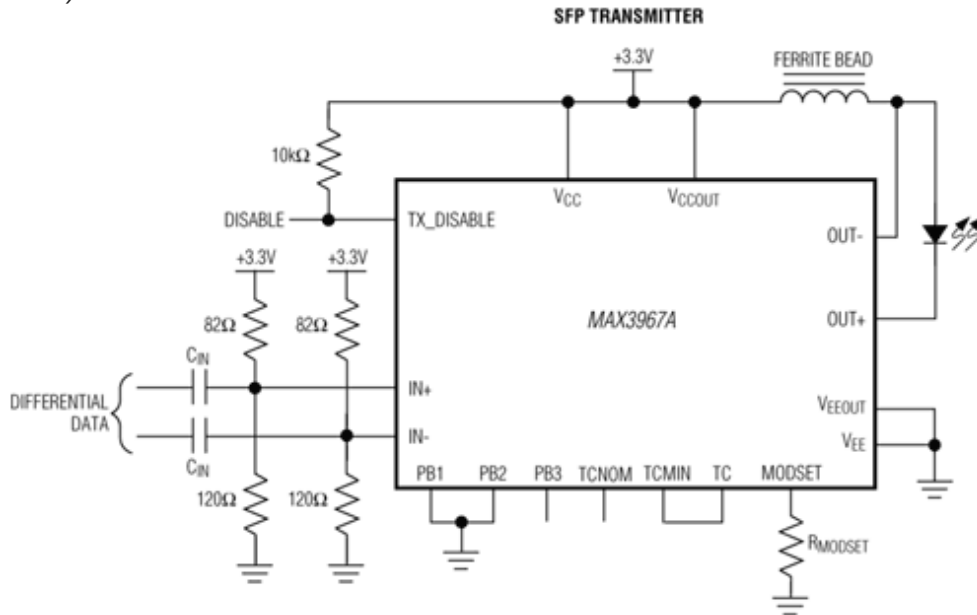 SFP TRANSMITTER
+3.3V
FERRITE BEAD
10kΩ
VCC
VCCOUT
DISABLE
TX_DISABLE
OUT-
+3.3V
+3.3V
82Ω
82Ω
MAX3967A
OUT+
CIN
DIFFERENTIAL
DATA
IN+
VEEOUT
IN-
VEE
CIN
PB1
PB2
PB3
TCNOM
TCMIN
TC
MODSET
120Ω
120Ω
RMODSET